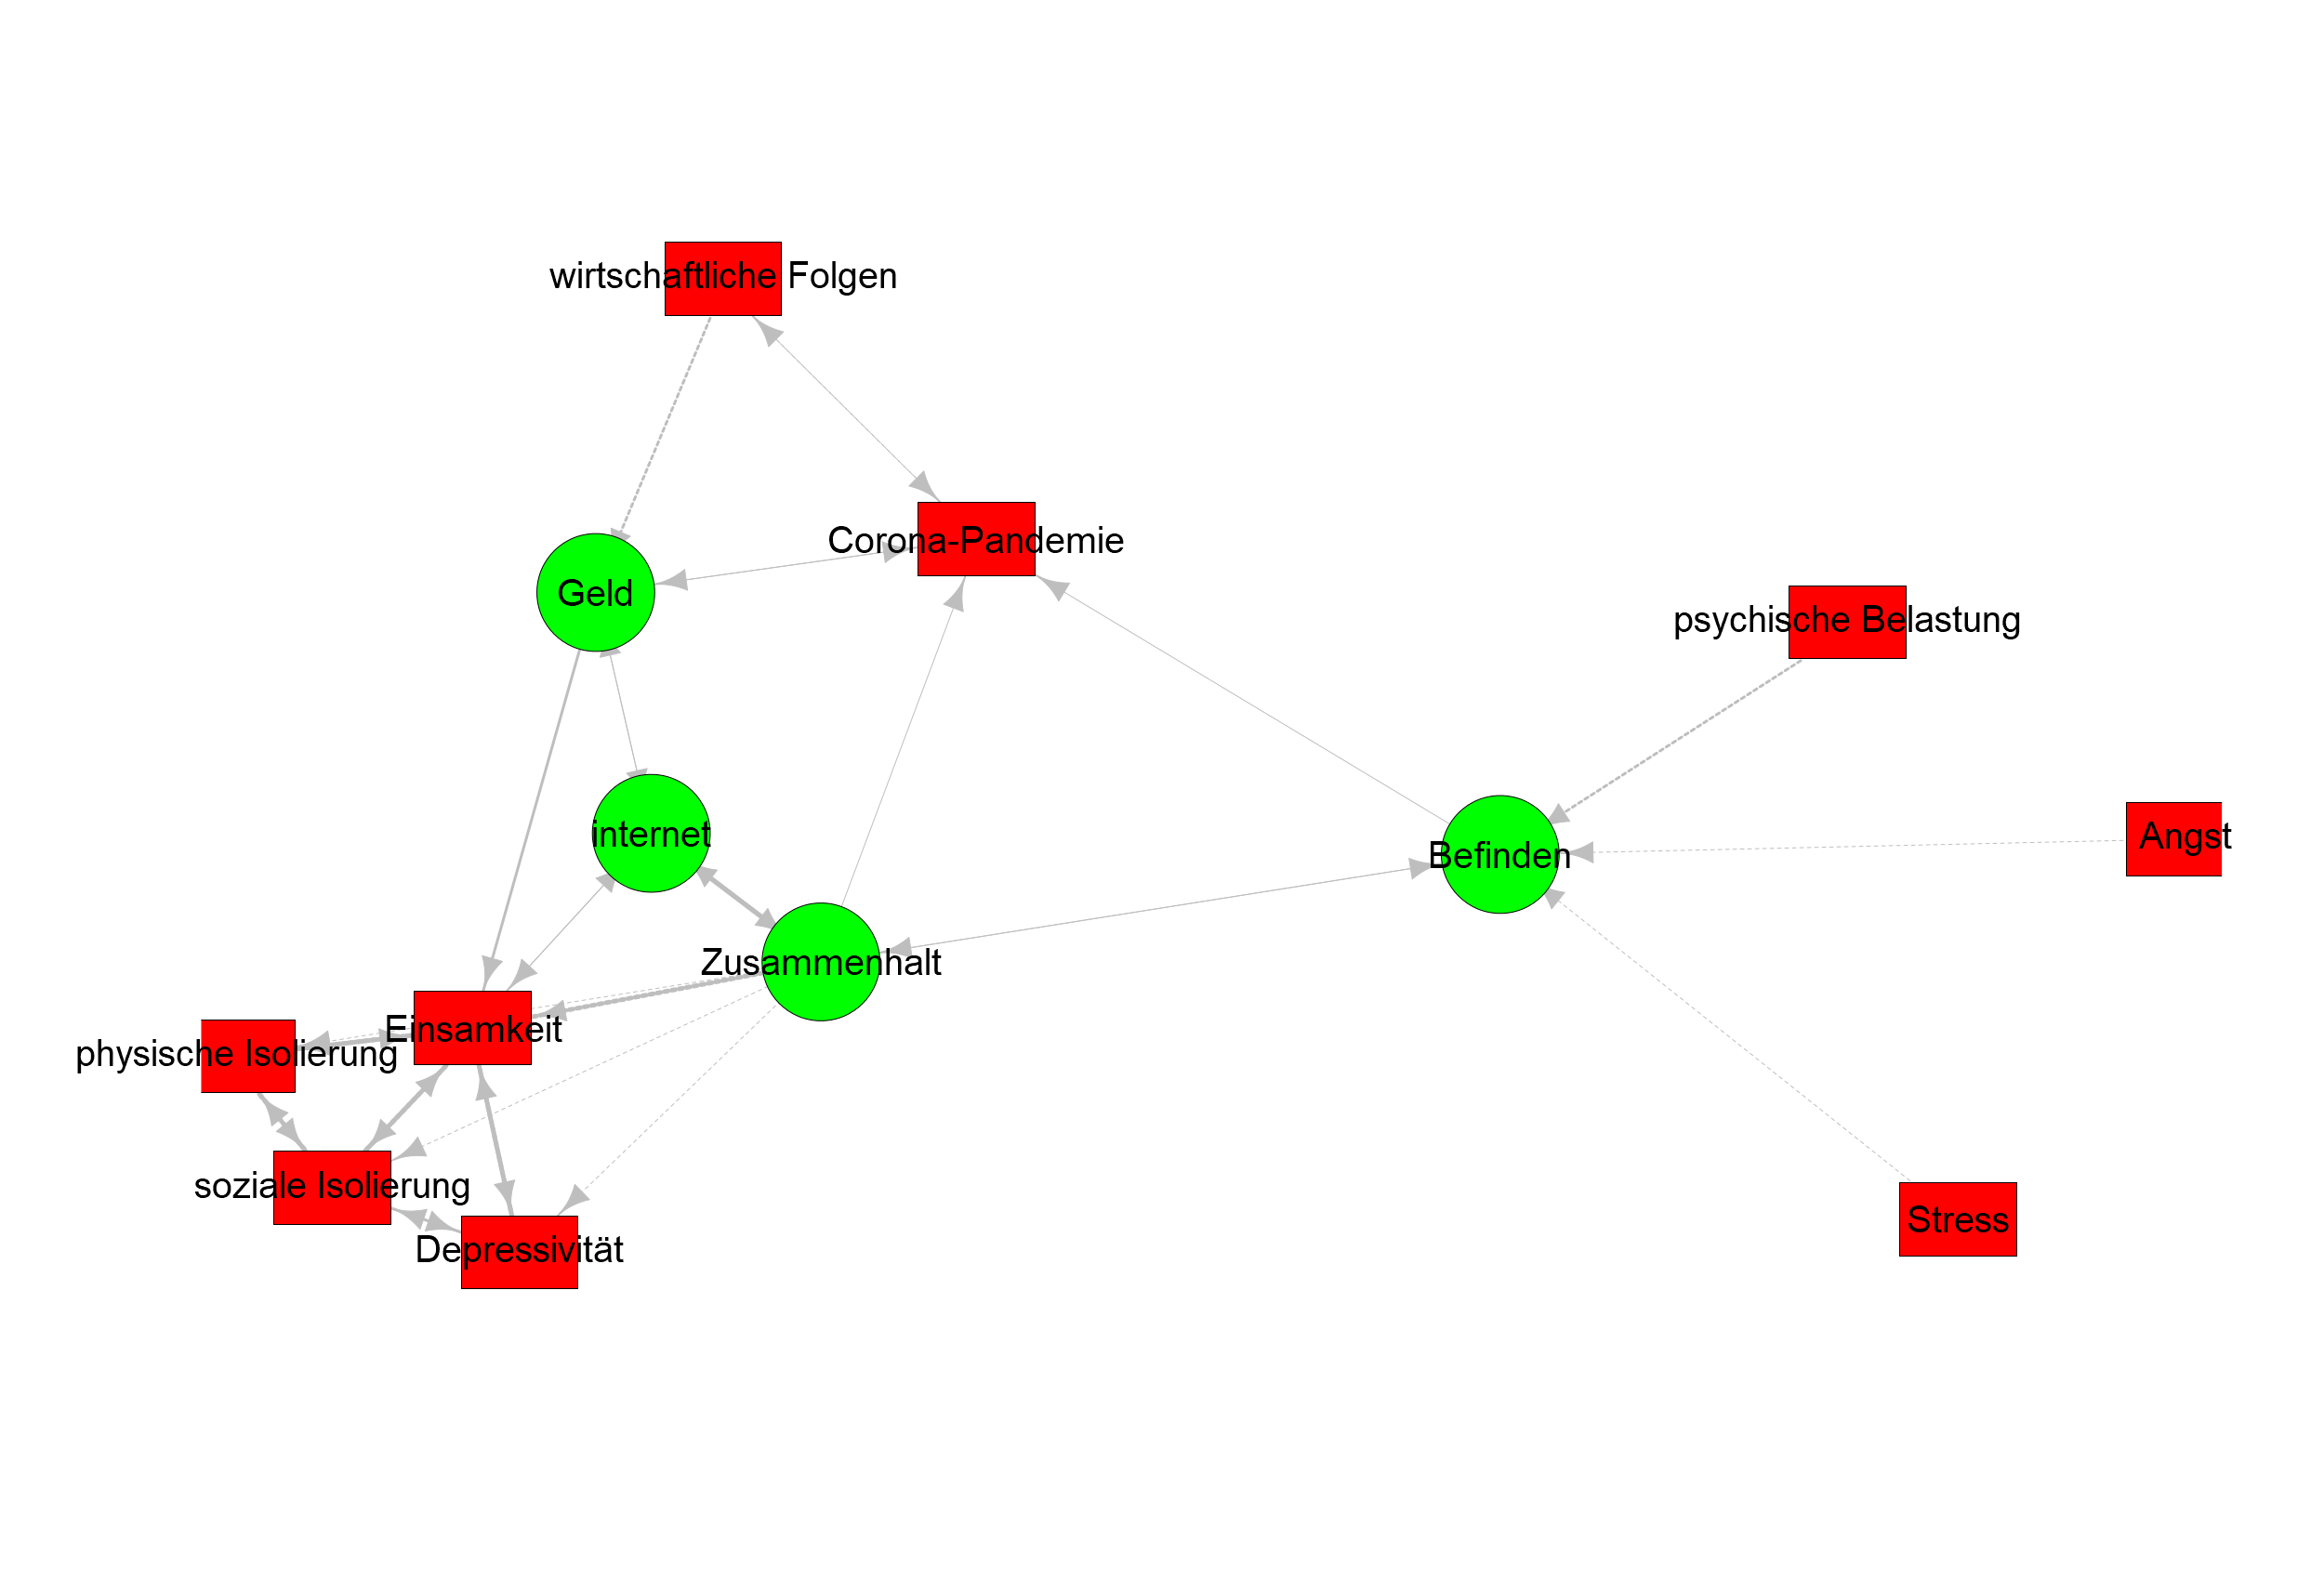 wirtschaftliche Folgen
Corona-Pandemie
Geld
psychische Belastung
internet
Angst
Befinden
Zusammenhalt
Einsamkeit
physische Isolierung
soziale Isolierung
Stress
Depressivität